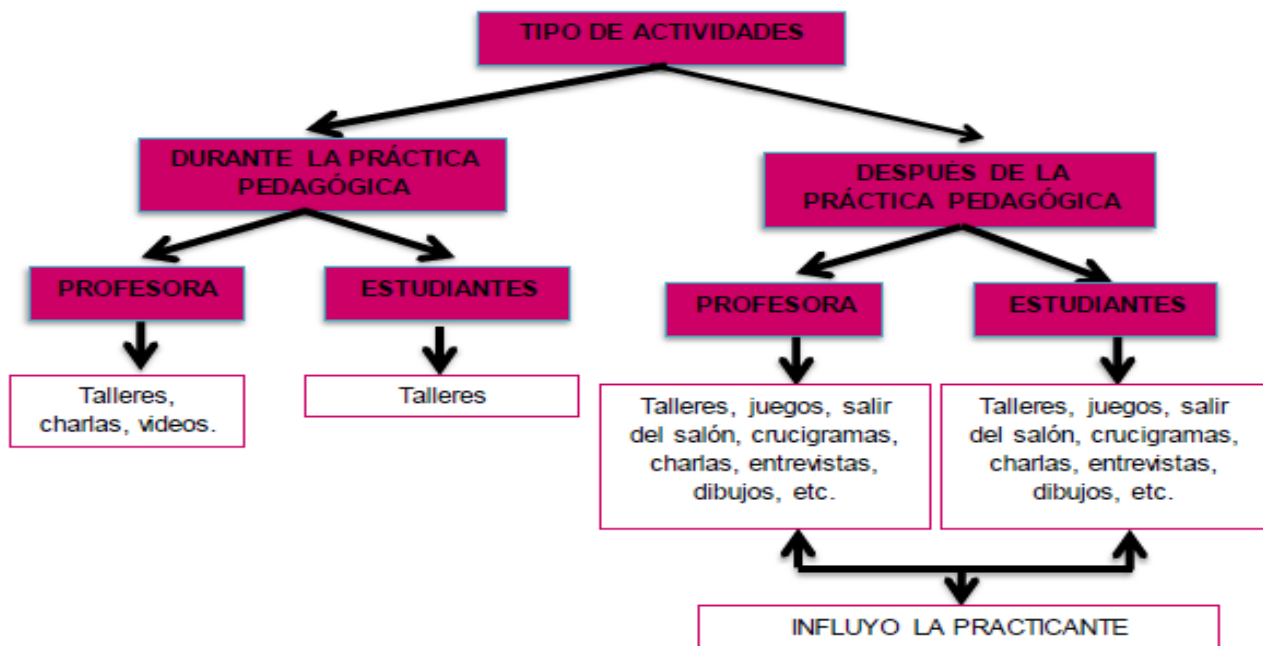 TIPO DE ACTIVIDADES
DURANTE LA PRÁCTICA
PEDAGÓGICA
DESPUÉS DE LA
PRÁCTICA PEDAGÓGICA
PROFESORA
ESTUDIANTES
PROFESORA
ESTUDIANTES
Talleres,
charlas, videos.
Talleres
Talleres, juegos, salir
del salón, crucigramas,
charlas, entrevistas,
dibujos, etc.
Talleres, juegos, salir
del salón, crucigramas,
charlas, entrevistas,
dibujos, etc.
INFLUYO LA PRACTICANTE